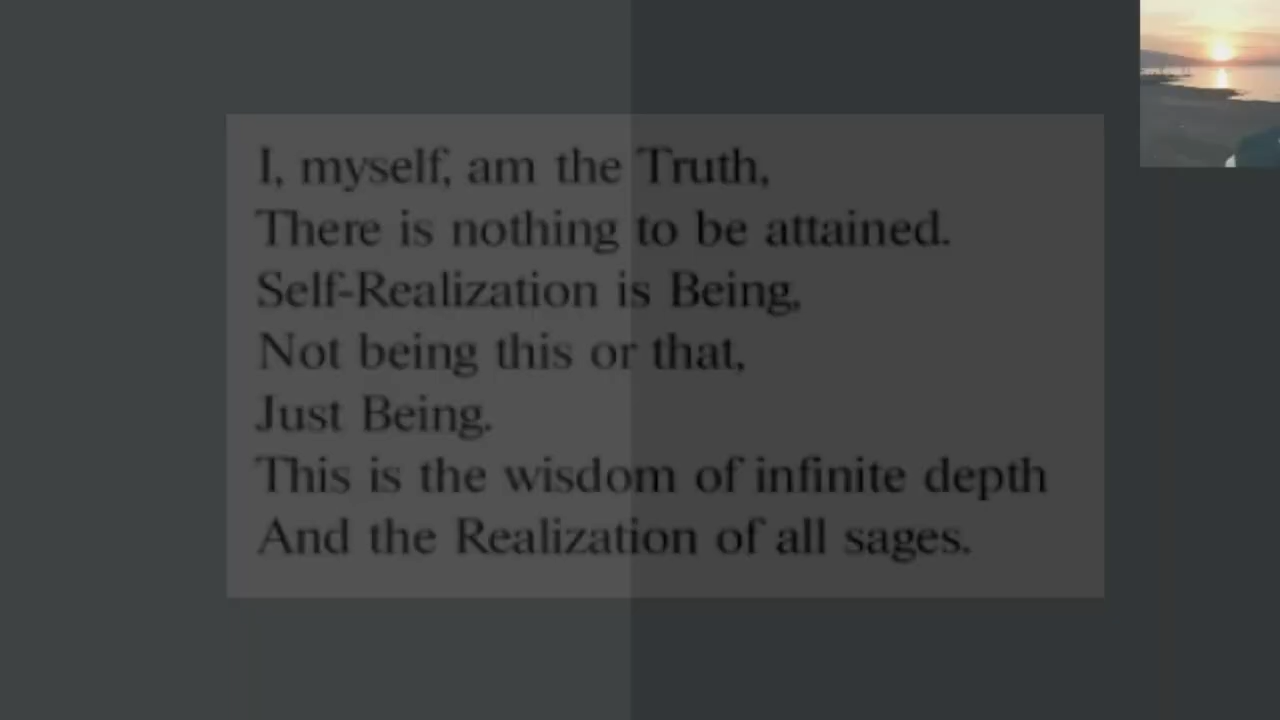 I, myself, am the Truth,
There is nothing to be attained.
Self-Realization is Being,
Not being this or that,
Just Being.
This is the wisdom of infinite depth
And the Realization of all sages.